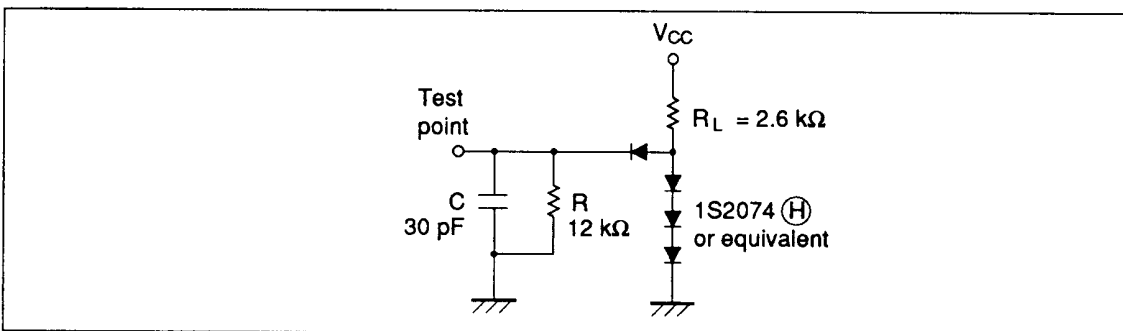 VCC
Test
point
RL = 2.6 kΩ
C
30 pF
R
12 kΩ
1S2074 Ⓗ
or equivalent